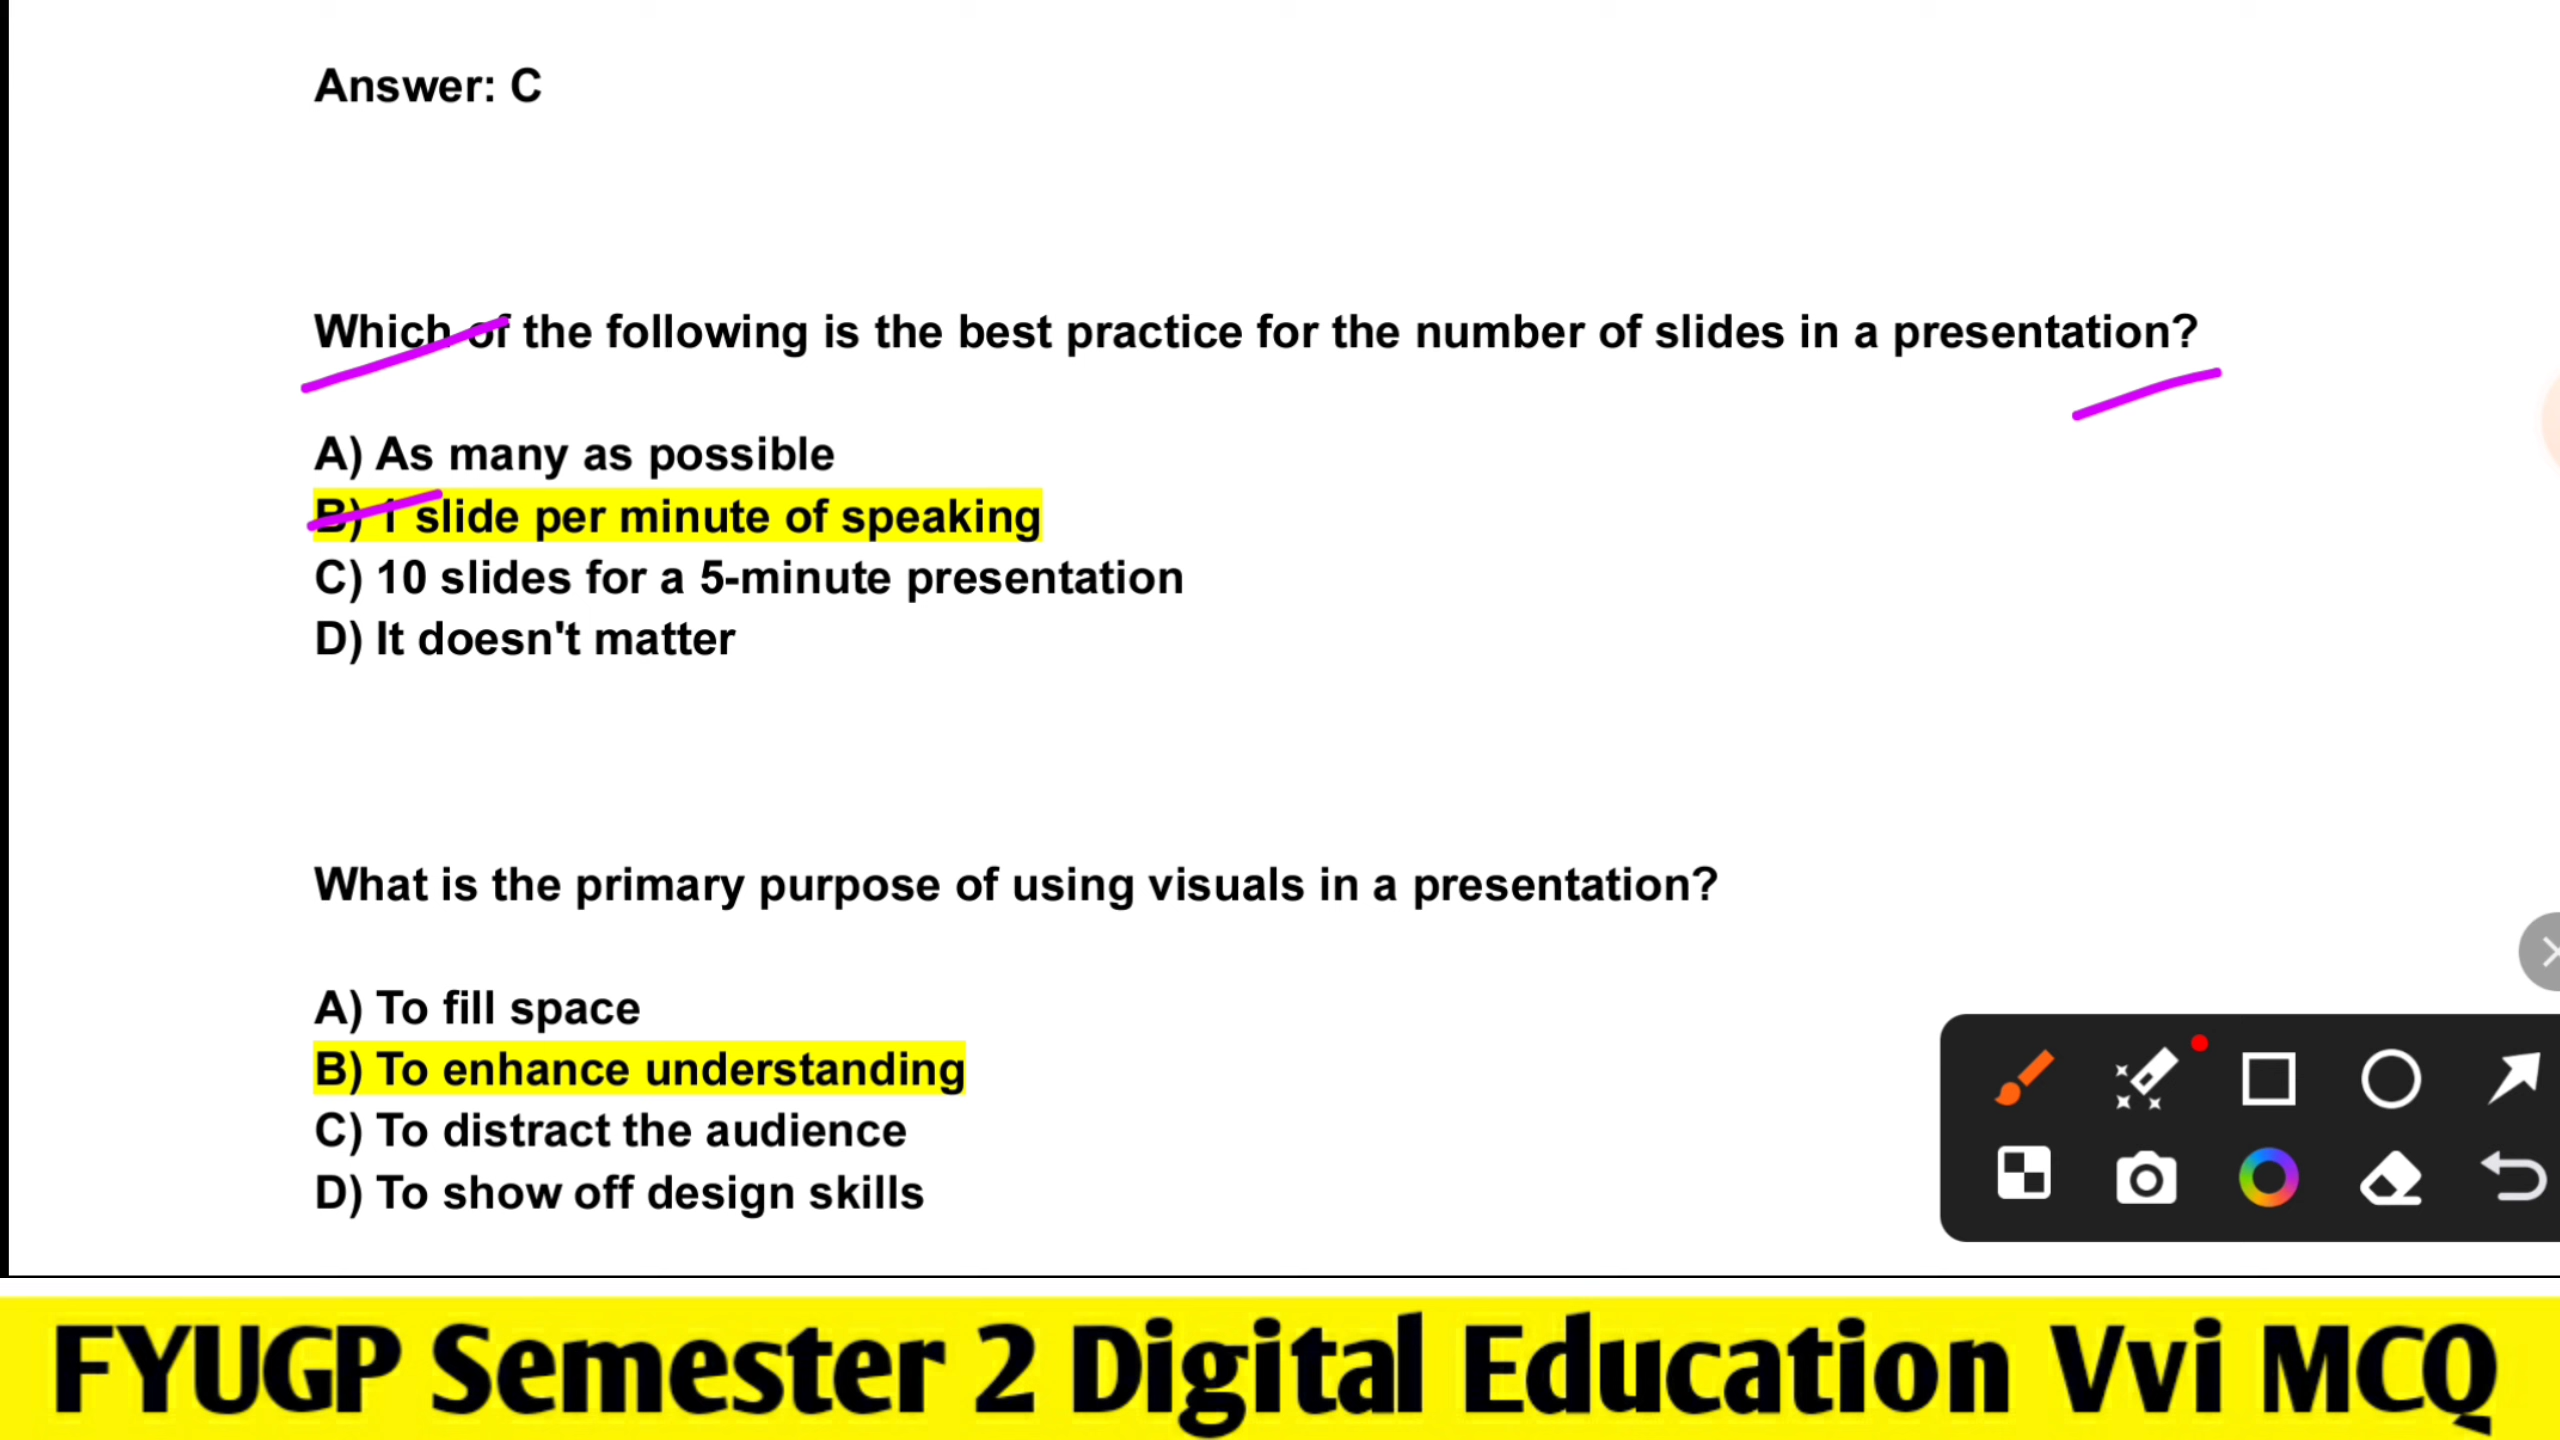 Answer: C
Which of the following is the best practice for the number of slides in a presentation?
A) As many as possible
B) 1 slide per minute of speaking
C) 10 slides for a 5-minute presentation
D) It doesn't matter
What is the primary purpose of using visuals in a presentation?
A) To fill space
B) To enhance understanding
C) To distract the audience
D) To show off design skills
FYUGP Semester 2 Digital Education Vvi MCQ